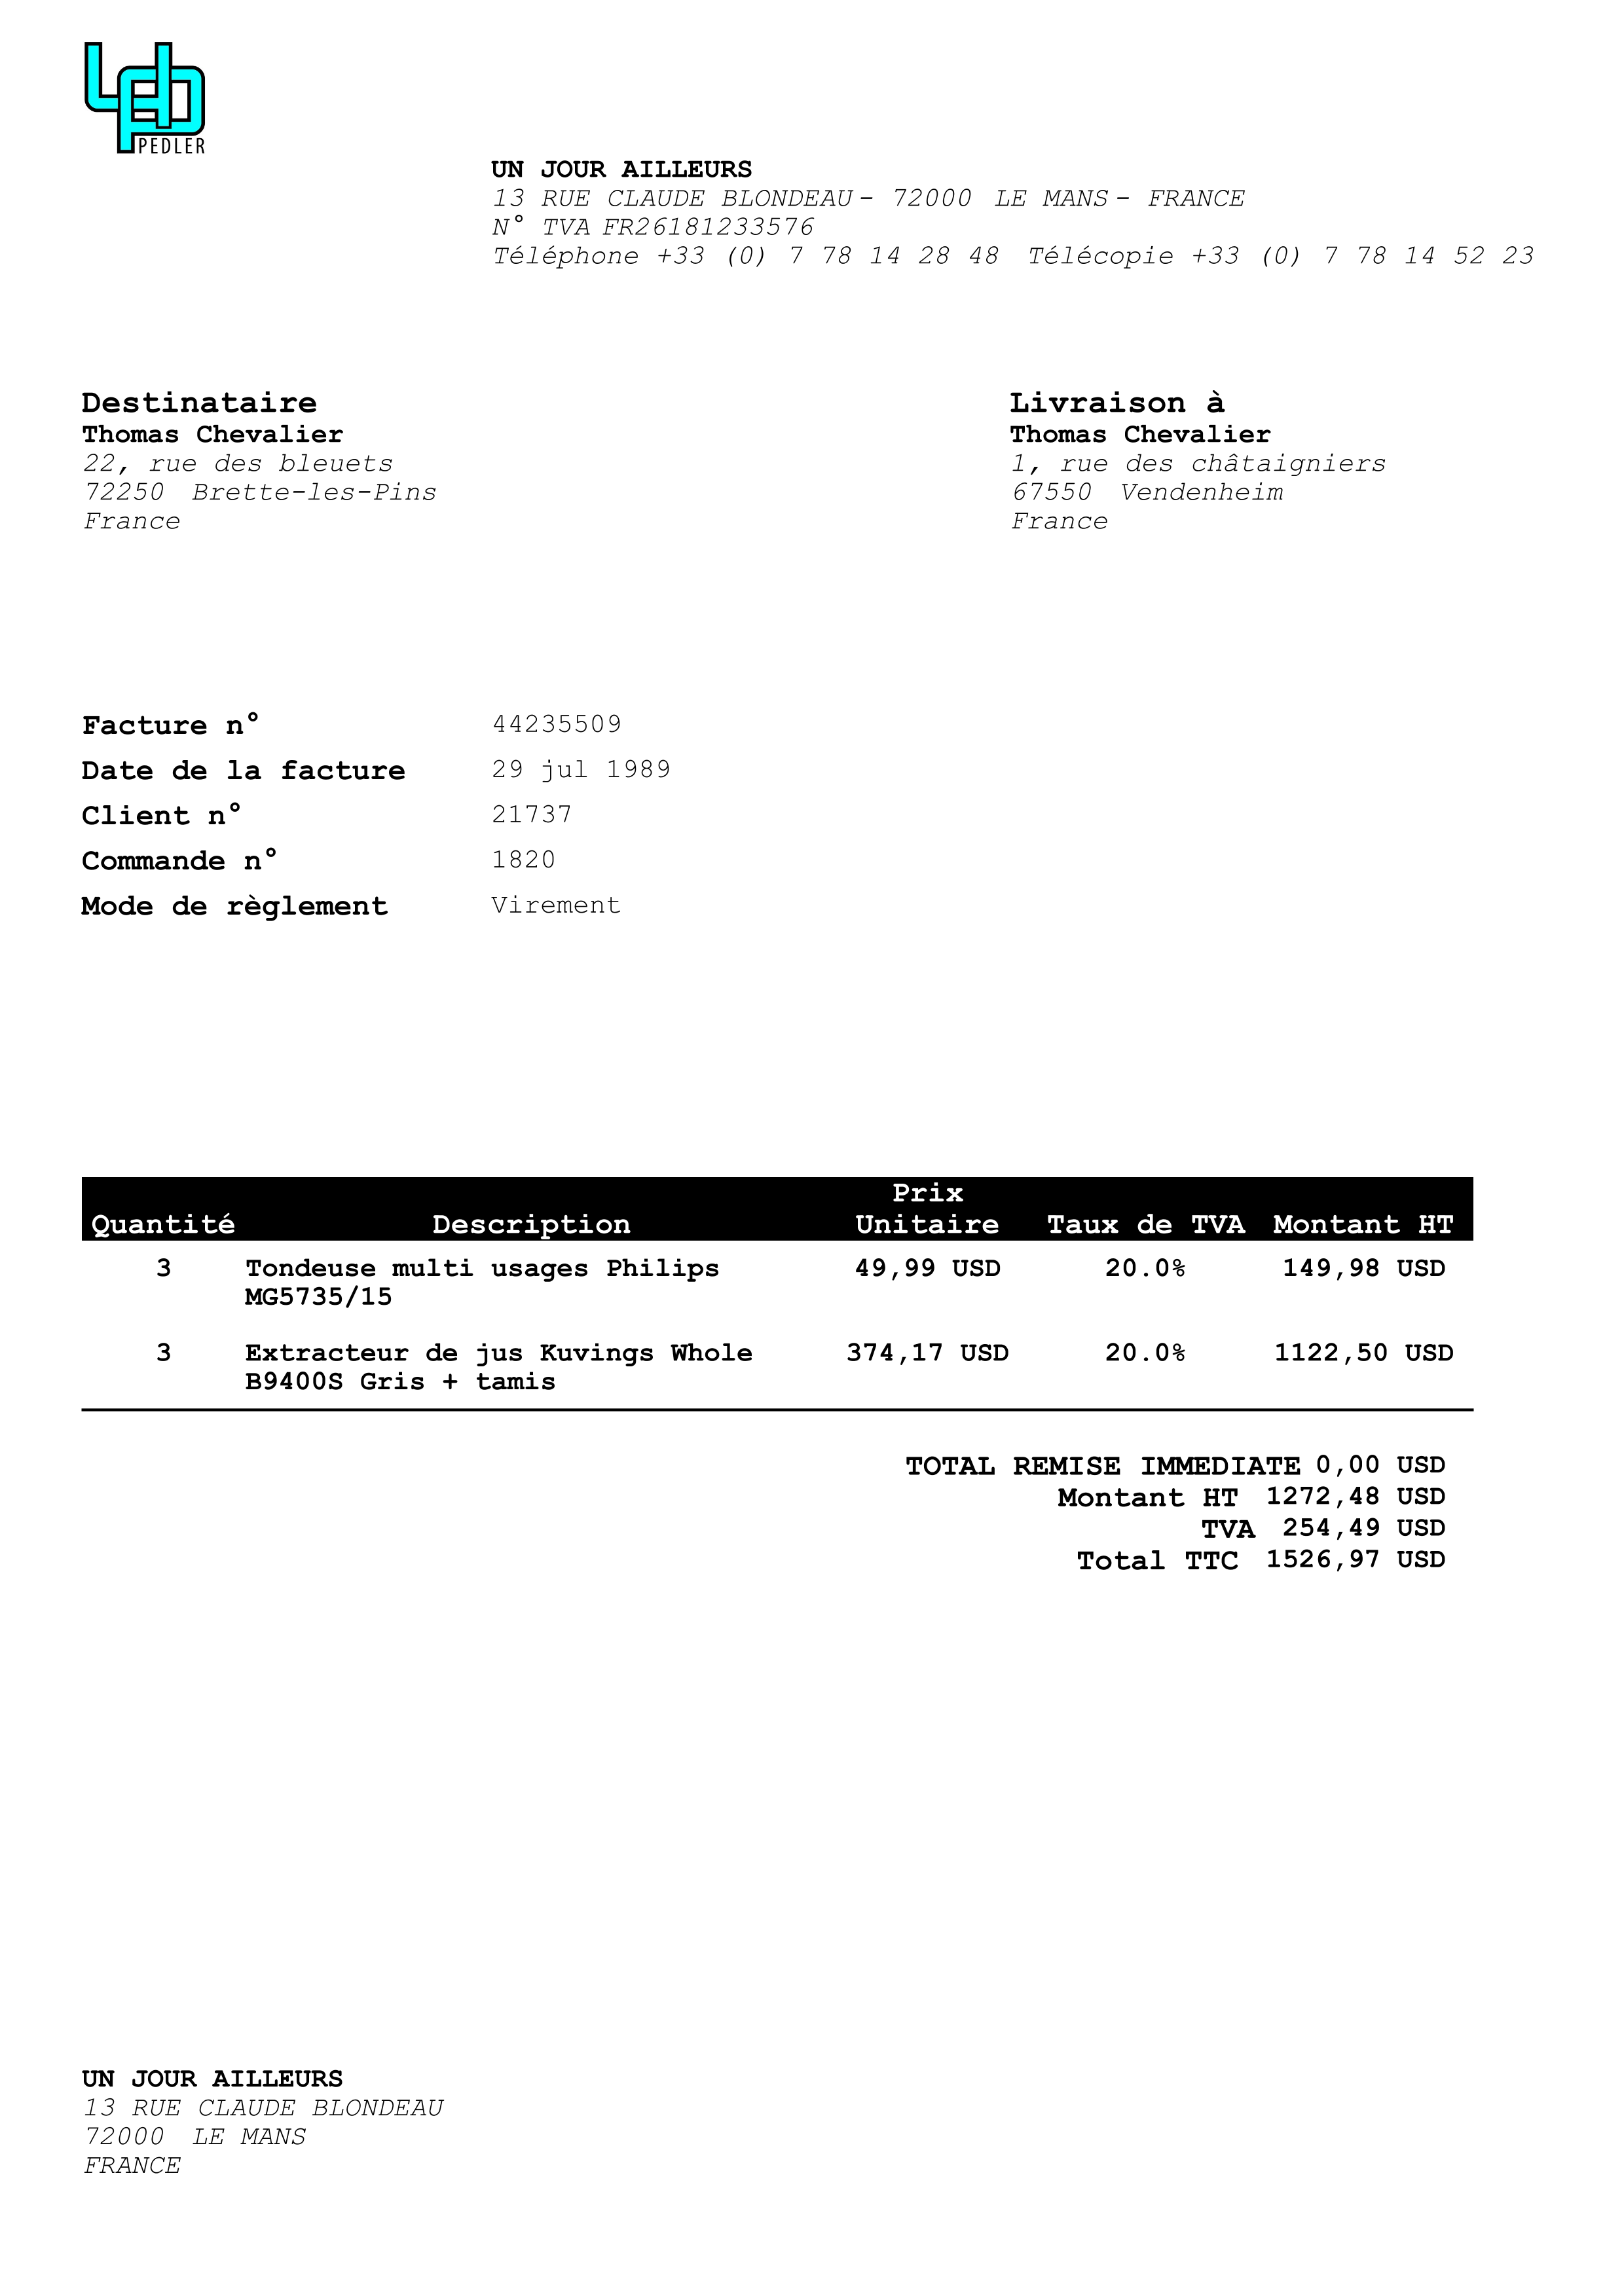 PEDLER
UN JOUR AILLEURS
13 RUE CLAUDE BLONDEAU - 72000 LE MANS - FRANCE
N° TVA FR26181233576
Téléphone +33 (0) 7 78 14 28 48 Télécopie +33 (0) 7 78 14 52 23
Destinataire
Thomas Chevalier
22, rue des bleuets
72250 Brette-les-Pins
France
Livraison à
Thomas Chevalier
1, rue des châtaigniers
67550 Vendenheim
France
Facture n° 44235509
Date de la facture 29 jul 1989
Client n° 21737
Commande n° 1820
Mode de règlement Virement
Prix
Quantité Description Unitaire Taux de TVA Montant HT
3 Tondeuse multi usages Philips 49,99 USD 20.0% 149,98 USD
MG5735/15
3 Extracteur de jus Kuvings Whole 374,17 USD 20.0% 1122,50 USD
B9400S Gris + tamis
TOTAL REMISE IMMEDIATE 0,00 USD
Montant HT 1272,48 USD
TVA 254,49 USD
Total TTC 1526,97 USD
UN JOUR AILLEURS
13 RUE CLAUDE BLONDEAU
72000 LE MANS
FRANCE